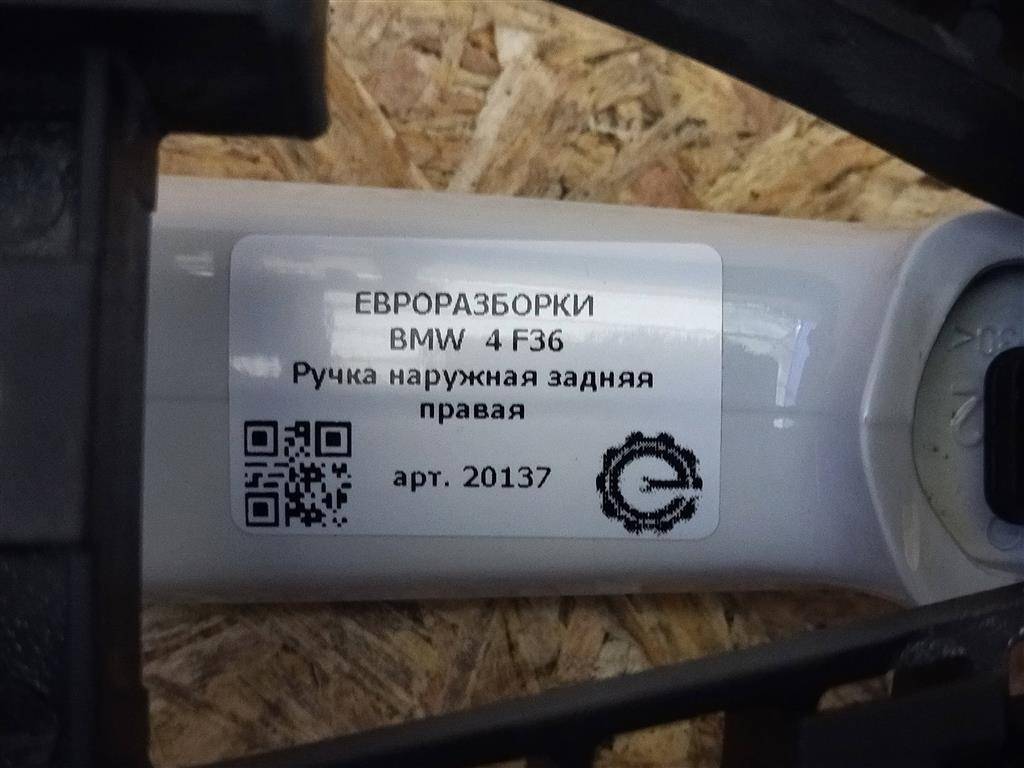 ЕВРОРАЗБОРКИ
BMW 4 F36
Ручка наружная задняя
правая
арт. 20137